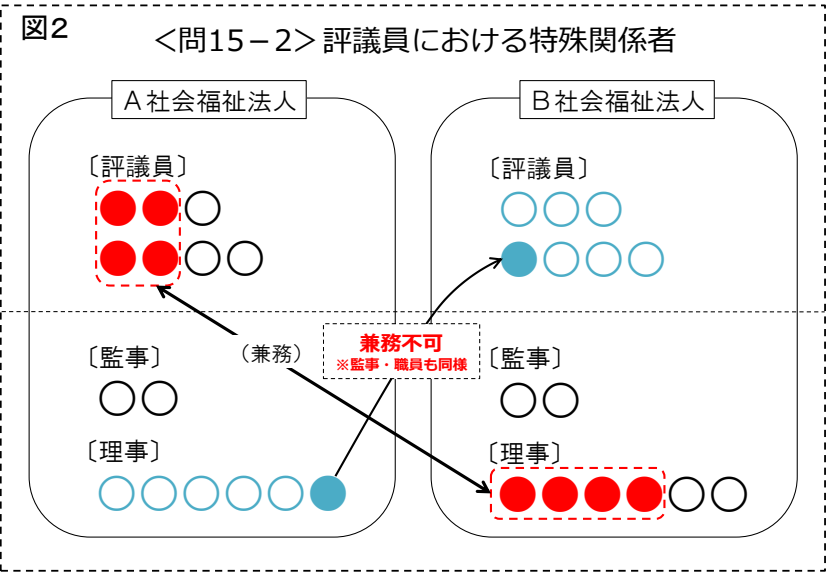 図2
<問15－2>評議員における特殊関係者
A社会福祉法人
B社会福祉法人
〔評議員〕
〔評議員〕
〔監事〕
（兼務）
兼務不可
※監事・職員も同様
〔監事〕
〔理事〕
〔理事〕